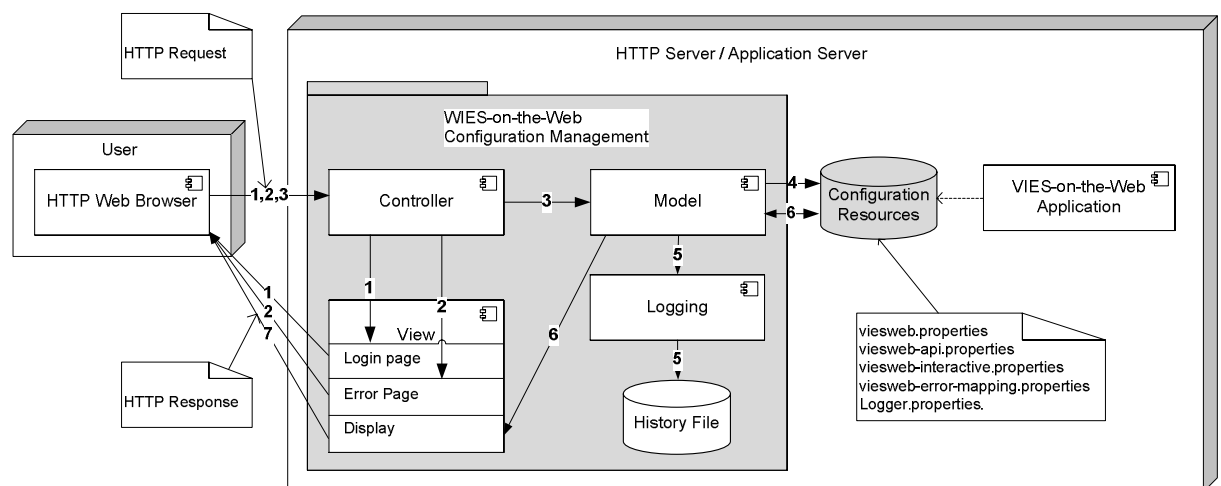 HTTP Request
HTTP Server / Application Server
WIES-on-the-Web
Configuration Management
User
HTTP Web Browser
1,2,3
Controller
3
Model
4
6
Configuration
Resources
VIES-on-the-Web
Application
1
2
5
Logging
6
1
2
7
View
Login page
Error Page
Display
5
History File
HTTP Response
viesweb.properties
viesweb-api.properties
viesweb-interactive.properties
viesweb-error-mapping.properties
Logger.properties.